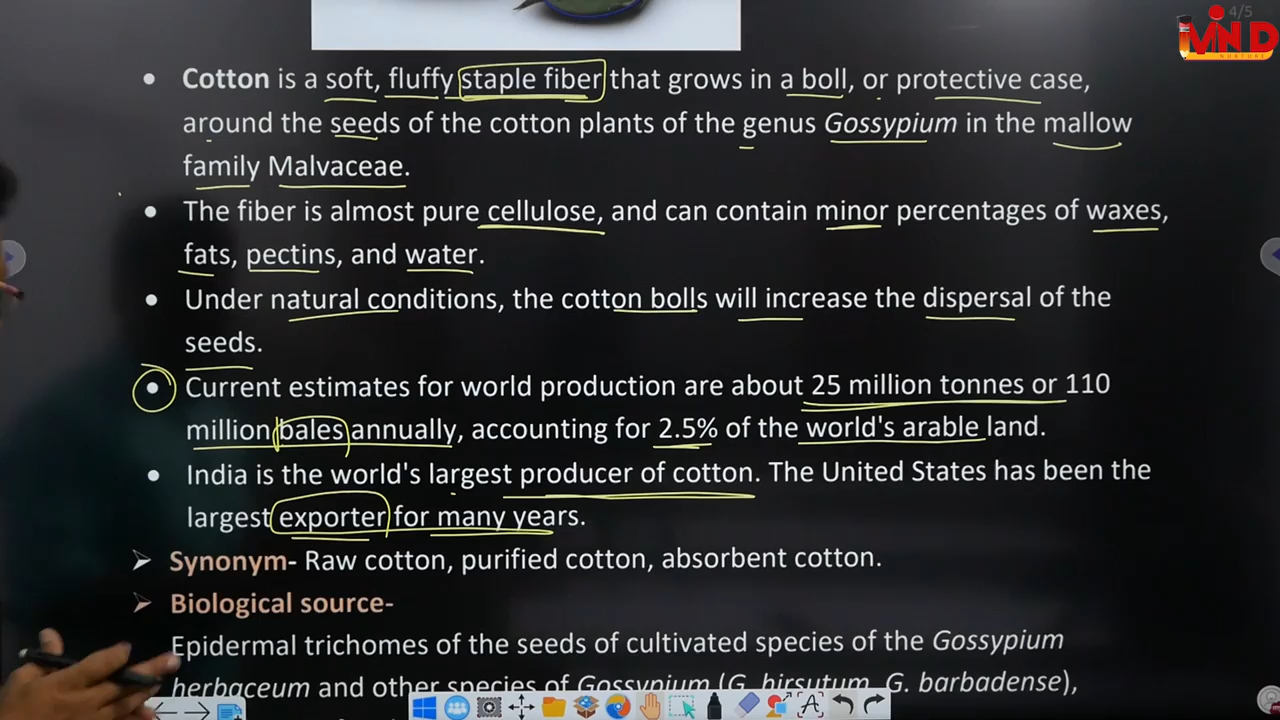 4/5
MIND
NURTURE
• Cotton is a soft, fluffy staple fiber that grows in a boll, or protective case,
around the seeds of the cotton plants of the genus Gossypium in the mallow
family Malvaceae.
• The fiber is almost pure cellulose, and can contain minor percentages of waxes,
fats, pectins, and water.
• Under natural conditions, the cotton bolls will increase the dispersal of the
seeds.
• Current estimates for world production are about 25 million tonnes or 110
million bales annually, accounting for 2.5% of the world's arable land.
• India is the world's largest producer of cotton. The United States has been the
largest exporter for many years.
➢ Synonym- Raw cotton, purified cotton, absorbent cotton.
➢ Biological source-
Epidermal trichomes of the seeds of cultivated species of the Gossypium
herbaceum and other species of Gossypium (G. hirsutum, G. barbadense),